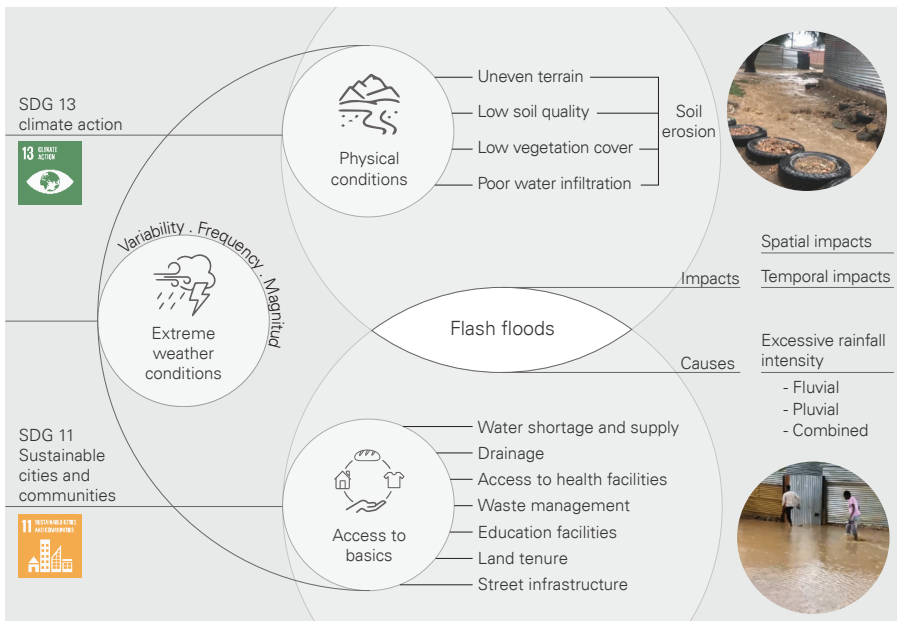 SDG 13
climate action
13 CLIMATE
ACTION
Physical
conditions
Uneven terrain
Low soil quality
Low vegetation cover
Poor water infiltration
Soil
erosion
Variability . Frequency . Magnitud
Extreme
weather
conditions
Flash floods
Impacts
Spatial impacts
Temporal impacts
Causes
Excessive rainfall
intensity
- Fluvial
- Pluvial
- Combined
SDG 11
Sustainable
cities and
communities
11 SUSTAINABLE CITIES
AND COMMUNITIES
Access to
basics
Water shortage and supply
Drainage
Access to health facilities
Waste management
Education facilities
Land tenure
Street infrastructure